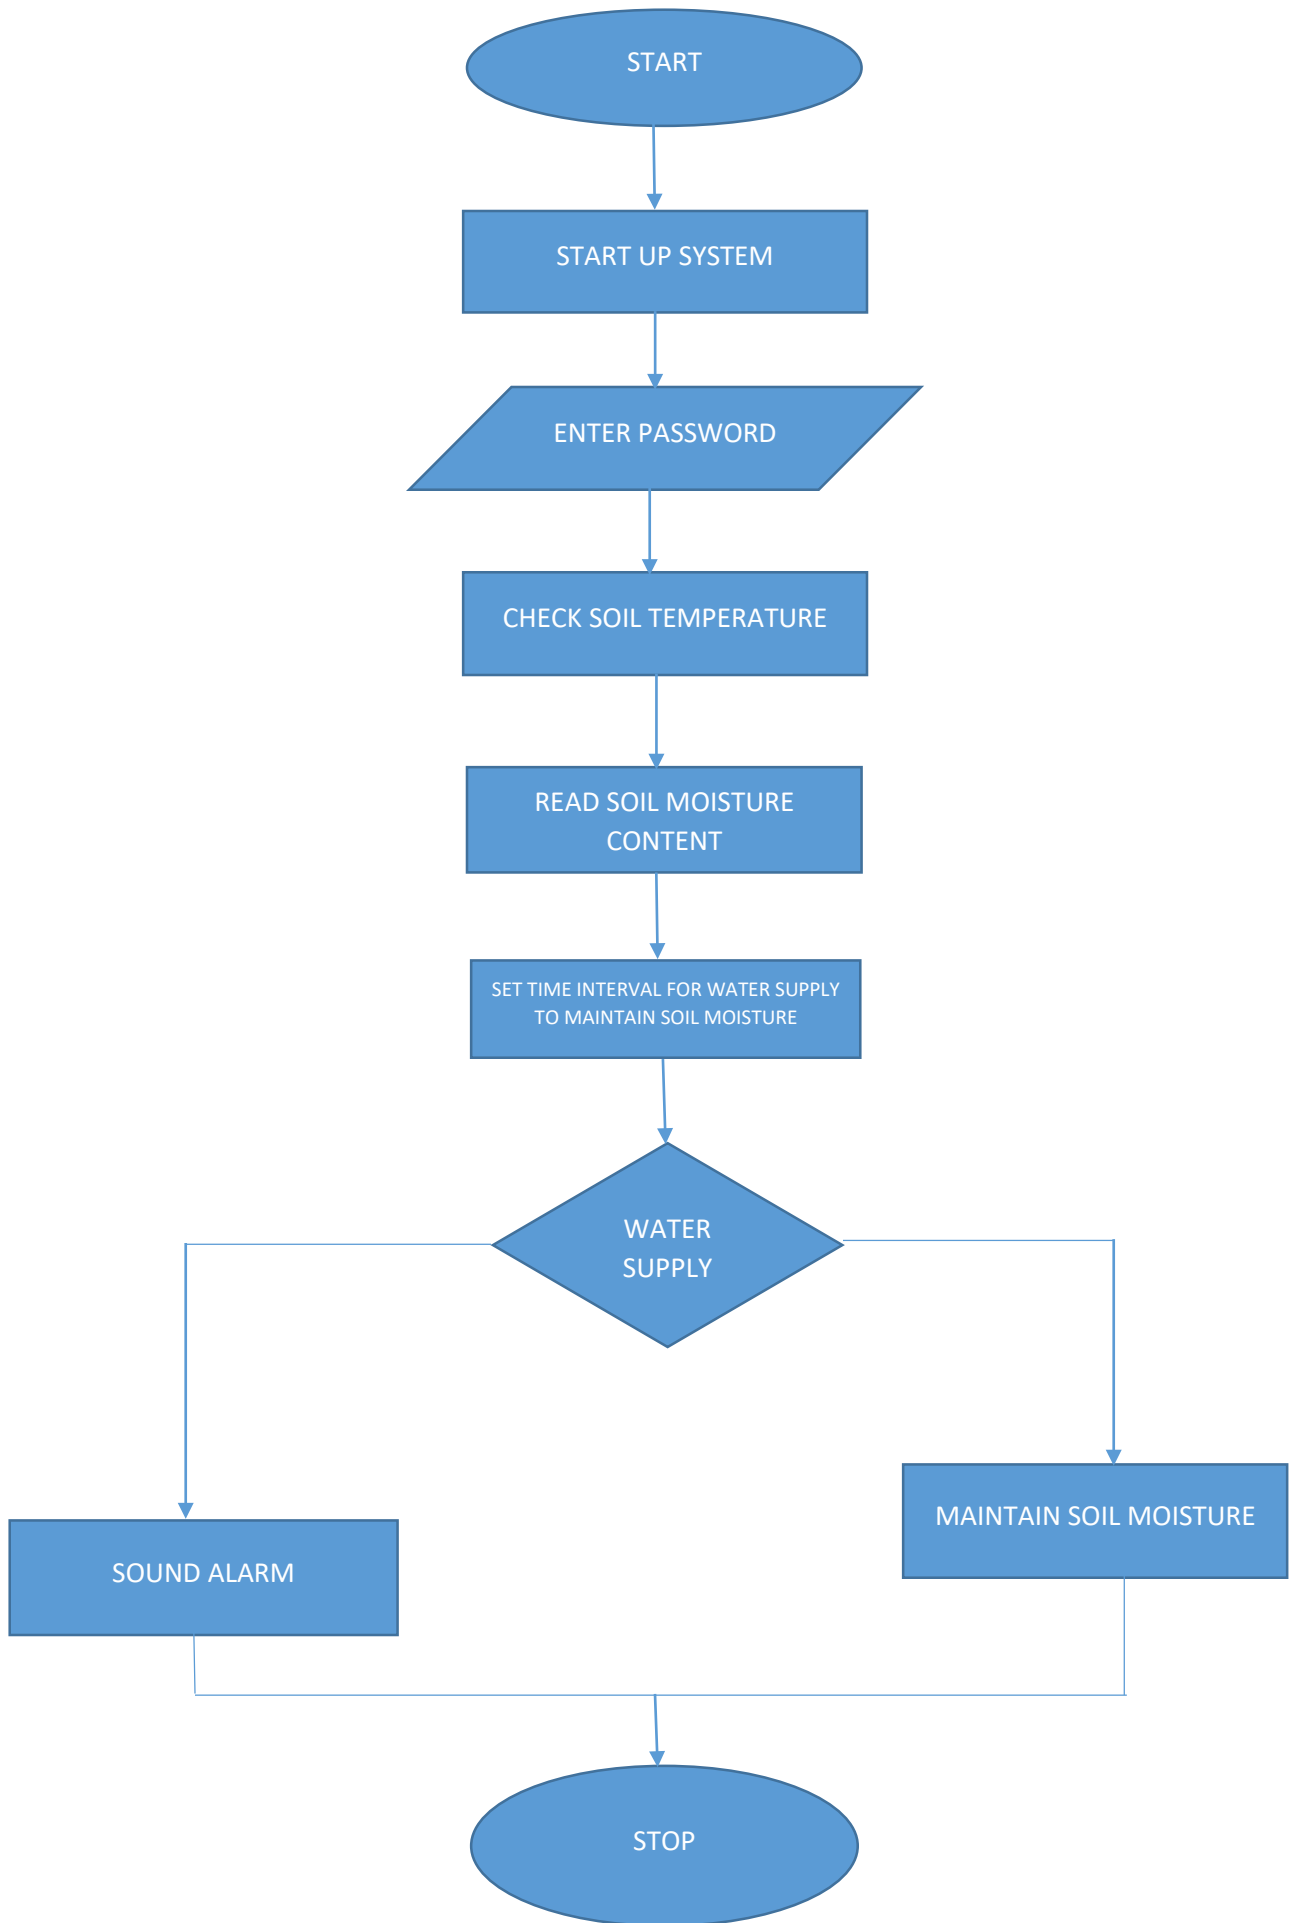 START
START UP SYSTEM
ENTER PASSWORD
CHECK SOIL TEMPERATURE
READ SOIL MOISTURE
CONTENT
SET TIME INTERVAL FOR WATER SUPPLY
TO MAINTAIN SOIL MOISTURE
WATER
SUPPLY
SOUND ALARM
MAINTAIN SOIL MOISTURE
STOP